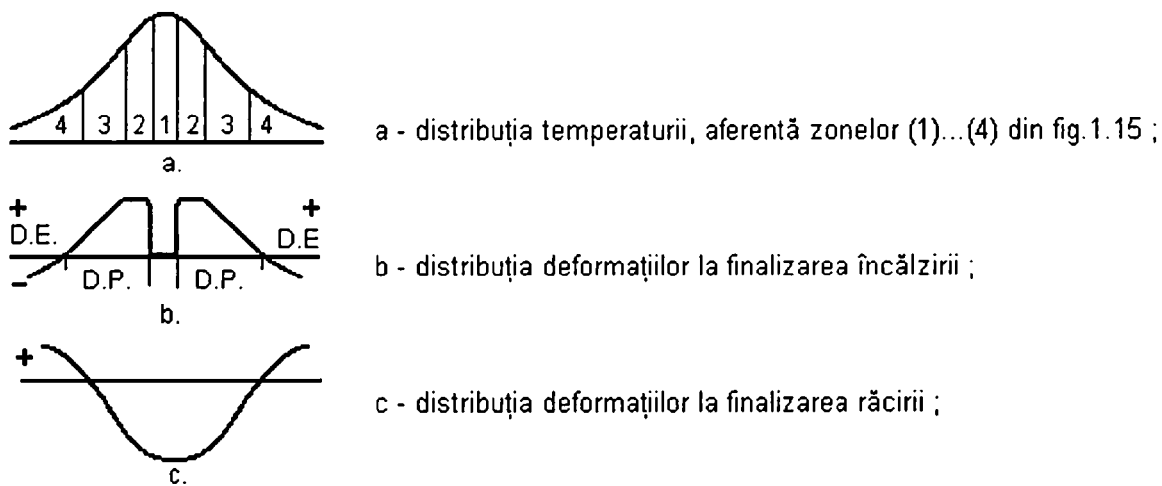 4 3 2 1 2 3 4
a.
a - distribuția temperaturii, aferentă zonelor (1)...(4) din fig.1.15 ;
+ +
D.E. D.E
- D.P. D.P.
b.
b - distribuția deformațiilor la finalizarea încălzirii ;
+
c.
c - distribuția deformațiilor la finalizarea răcirii ;